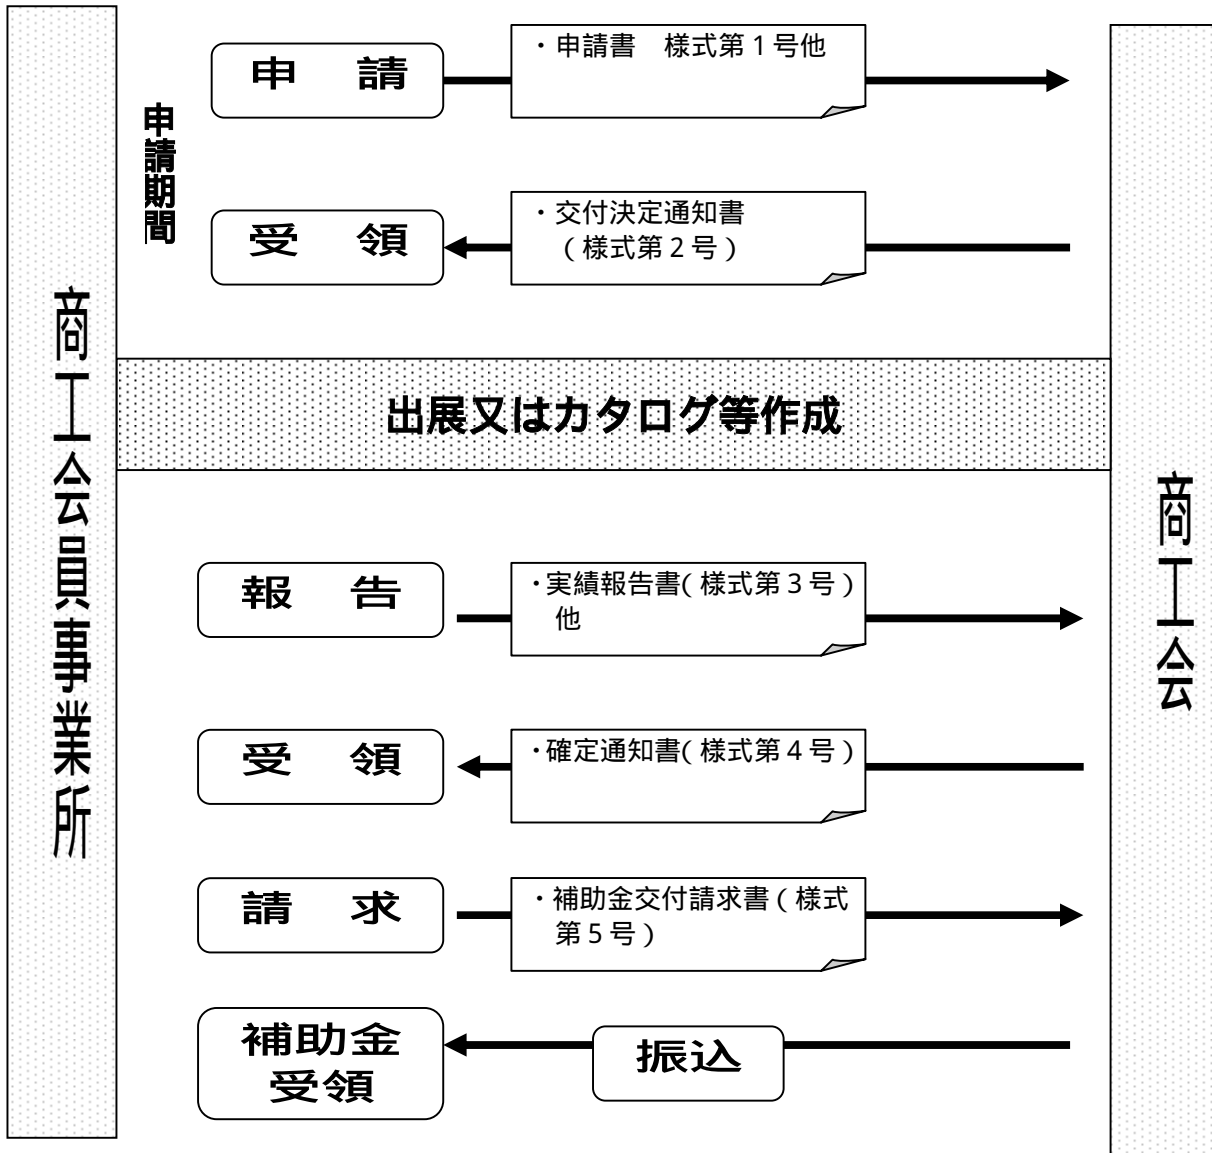 商工会員事業所
申請期間
申　請
・申請書　様式第１号他
受　領
・交付決定通知書
（様式第２号）
出展又はカタログ等作成
報　告
・実績報告書（様式第３号）
他
受　領
・確定通知書（様式第４号）
請　求
・補助金交付請求書（様式
第５号）
補助金
受領
振込
商工会